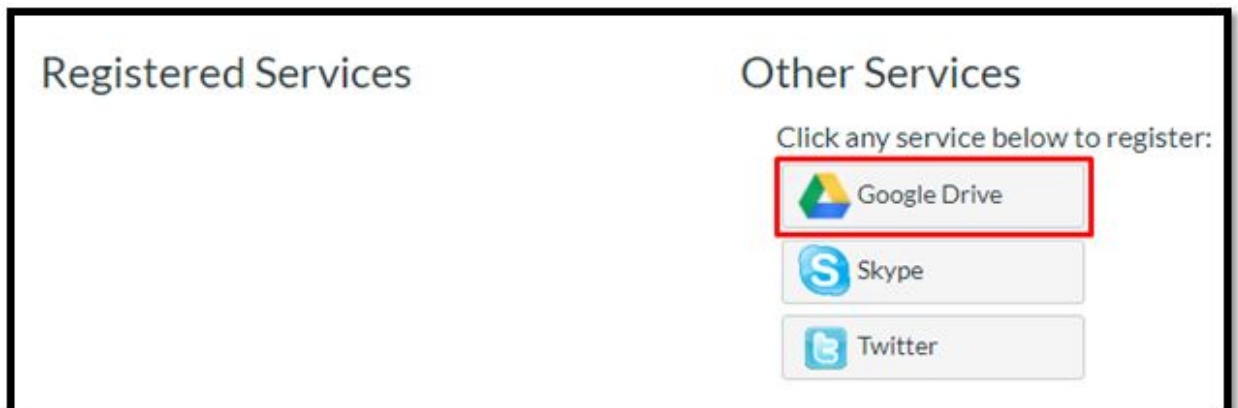 Registered Services
Other Services
Click any service below to register:
Google Drive
Skype
Twitter